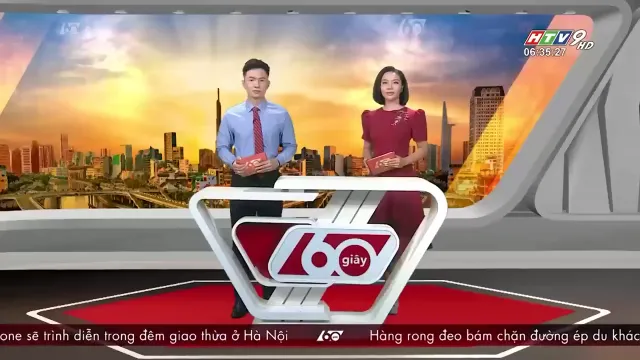 HTV9 HD
06:35:27
60 giây
one sẽ trình diễn trong đêm giao thừa ở Hà Nội
60
Hàng rong đeo bám chặn đường ép du khác